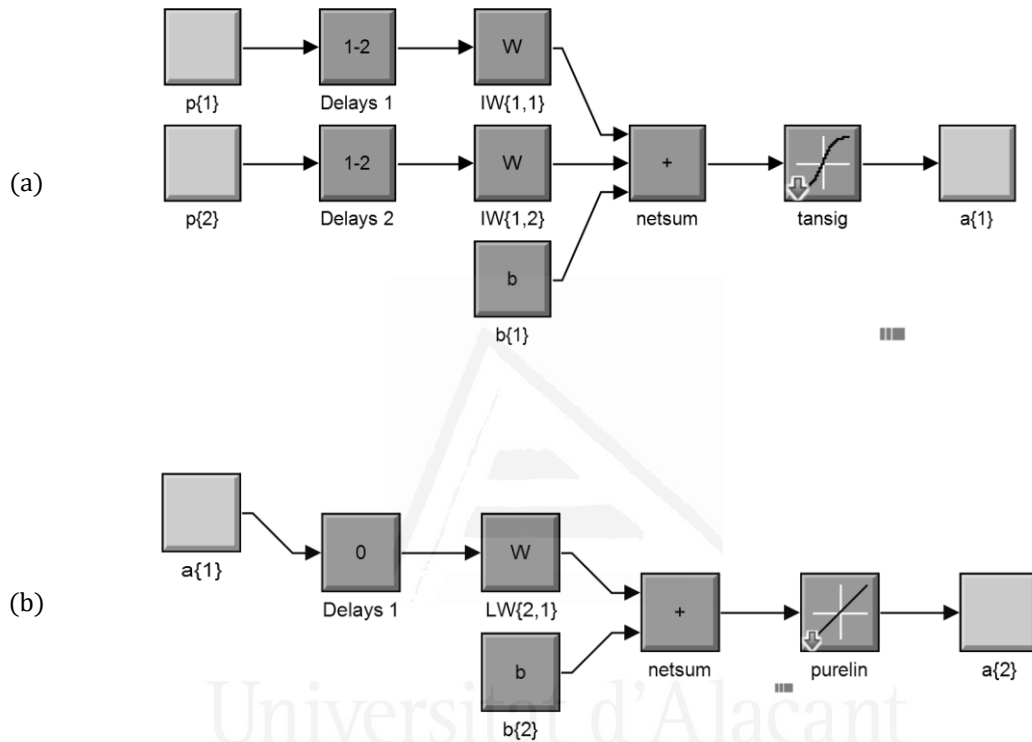 (a)
1-2
W
p{1}
Delays 1
IW{1,1}
1-2
W
+
p{2}
Delays 2
IW{1,2}
netsum
tansig
a{1}
b
b{1}
(b)
a{1}
0
W
Delays 1
LW{2,1}
+
b
netsum
purelin
a{2}
b{2}
Universitat d'Alacant